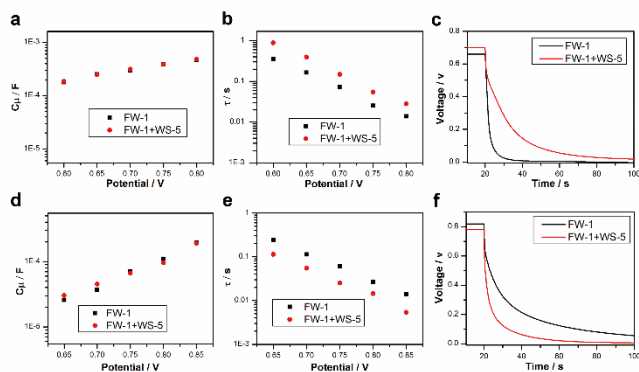 a
1E-3
1E-4
1E-5
Cμ / F
FW-1
FW-1+WS-5
0.60 0.65 0.70 0.75 0.80
Potential / V
b
1
0.1
0.01
1E-3
τ / s
FW-1
FW-1+WS-5
0.60 0.65 0.70 0.75 0.80
Potential / V
c
0.8
0.6
0.4
0.2
0.0
Voltage / v
FW-1
FW-1+WS-5
0 20 40 60 80 100
Time / s
d
1E-4
1E-5
Cμ / F
FW-1
FW-1+WS-5
0.65 0.70 0.75 0.80 0.85
Potential / V
e
1
0.1
0.01
1E-3
τ / s
FW-1
FW-1+WS-5
0.65 0.70 0.75 0.80 0.85
Potential / V
f
0.8
0.6
0.4
0.2
0.0
Voltage / v
FW-1
FW-1+WS-5
0 20 40 60 80 100
Time / s